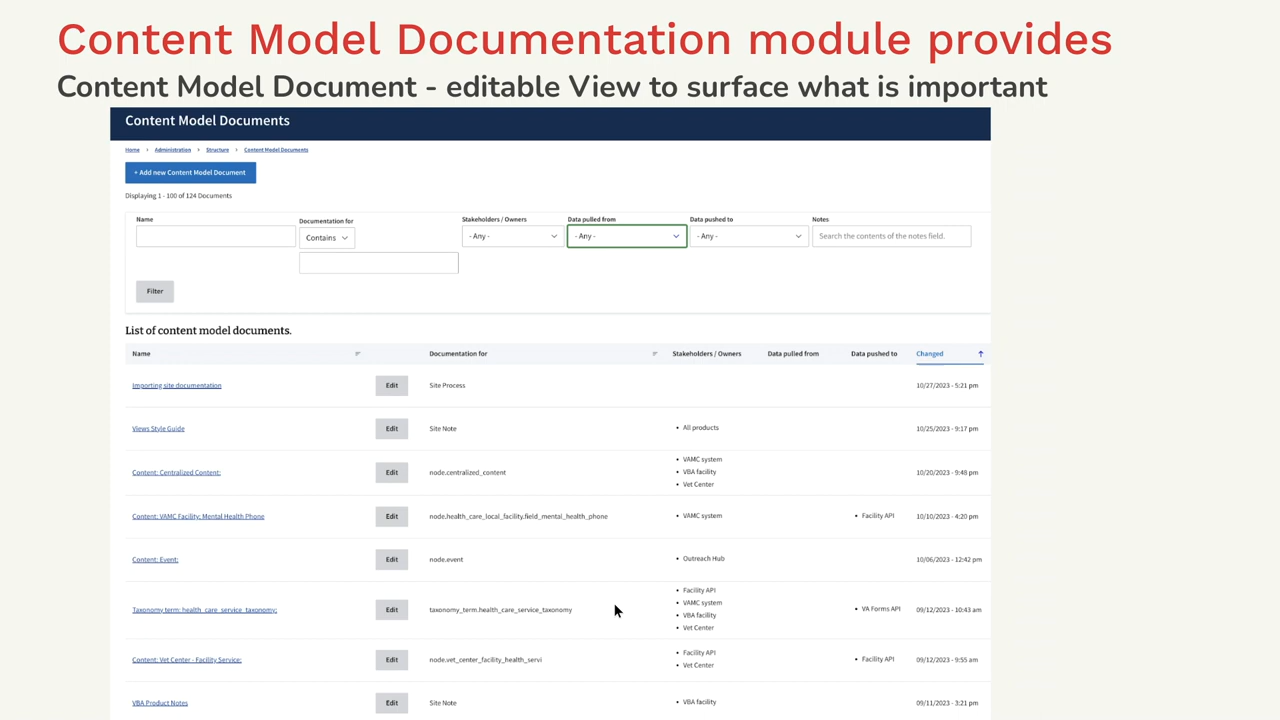 Content Model Documentation module provides
Content Model Document - editable View to surface what is important
Content Model Documents
Home › Administration › Structure › Content Model Documents
+ Add new Content Model Document
Displaying 1 - 100 of 124 Documents
Name Documentation for Stakeholders / Owners Data pulled from Data pushed to Notes
Contains - Any - - Any - - Any - Search the contents of the notes field.
Filter
List of content model documents.
Name Documentation for Stakeholders / Owners Data pulled from Data pushed to Changed
Importing site documentation Edit Site Process 10/27/2023 - 5:21 pm
Views Style Guide Edit Site Note • All products 10/25/2023 - 9:17 pm
• VAMC system
Content: Centralized Content: Edit node.centralized_content • VBA facility 10/20/2023 - 9:48 pm
• Vet Center
Content: VAMC Facility: Mental Health Phone Edit node.health_care_local_facility.field_mental_health_phone • VAMC system • Facility API 10/10/2023 - 4:20 pm
Content: Event: Edit node.event • Outreach Hub 10/06/2023 - 12:42 pm
• Facility API
• VAMC system
Taxonomy term: health_care_service_taxonomy: Edit taxonomy_term.health_care_service_taxonomy • VA Forms API 09/12/2023 - 10:43 am
• VBA facility
• Vet Center
• Facility API
Content: Vet Center - Facility Service: Edit node.vet_center_facility_health_servi • Facility API 09/12/2023 - 9:55 am
• Vet Center
VBA Product Notes Edit Site Note • VBA facility 09/11/2023 - 3:21 pm